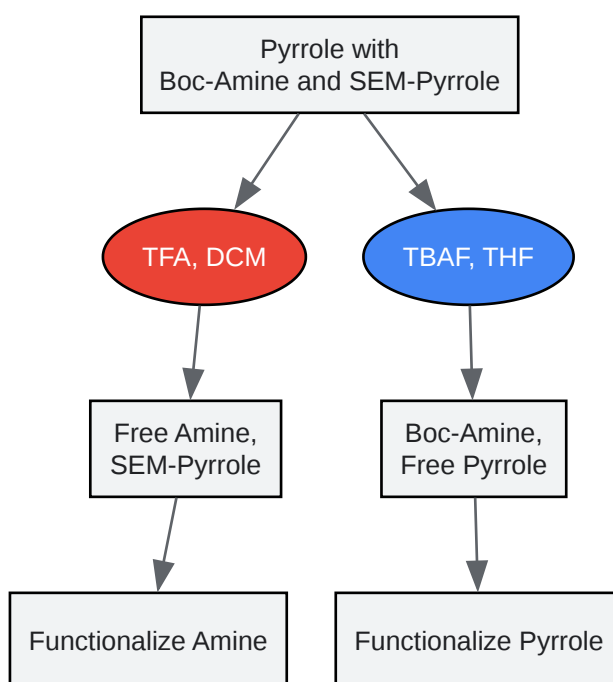 Pyrrole with
Boc-Amine and SEM-Pyrrole
TFA, DCM
TBAF, THF
Free Amine,
SEM-Pyrrole
Boc-Amine,
Free Pyrrole
Functionalize Amine
Functionalize Pyrrole